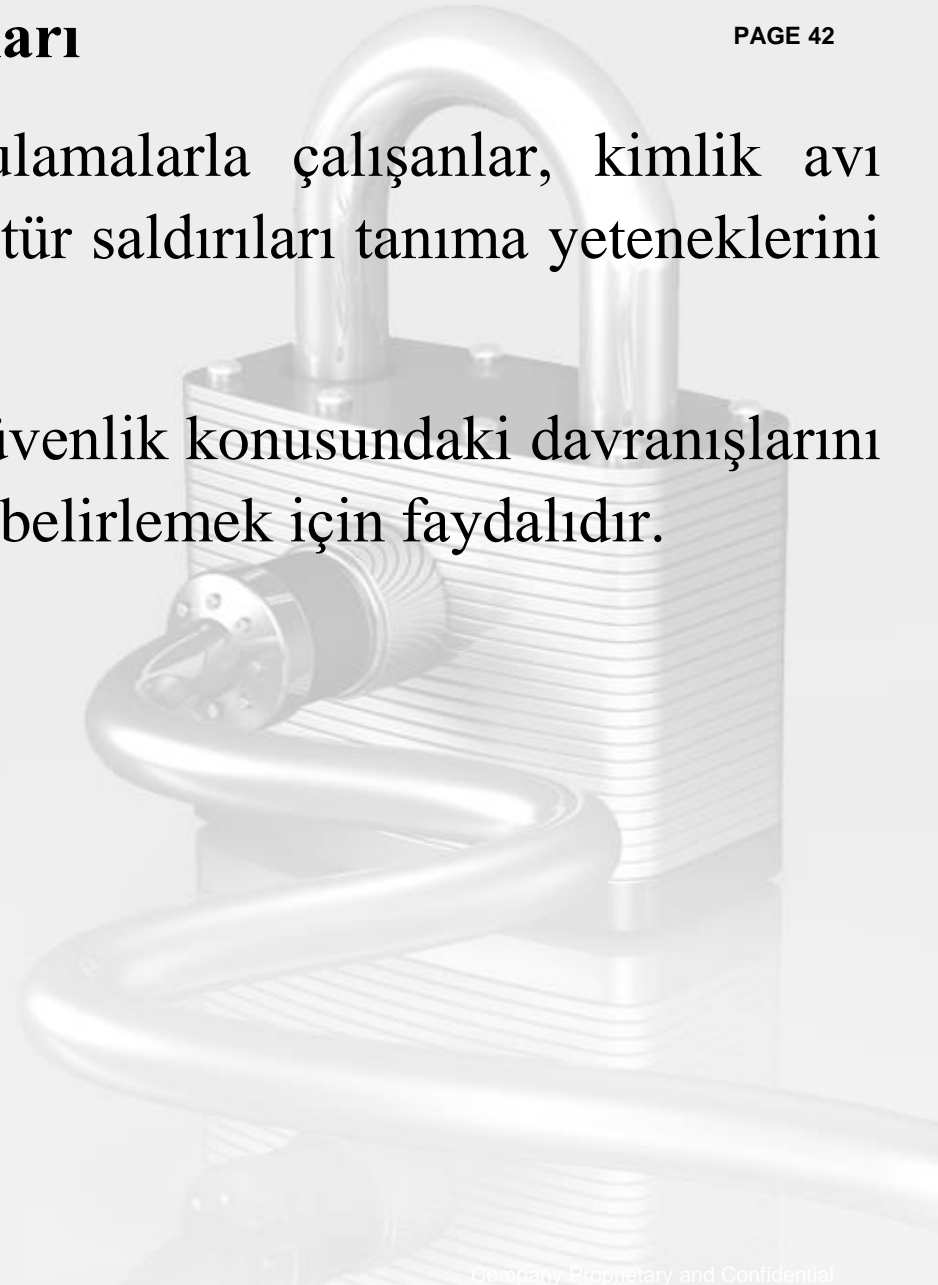 arı
PAGE 42
ulamalarla çalışanlar, kimlik avı
tür saldırıları tanıma yeteneklerini
üvenlik konusundaki davranışlarını
belirlemek için faydalıdır.
Company Proprietary and Confidential